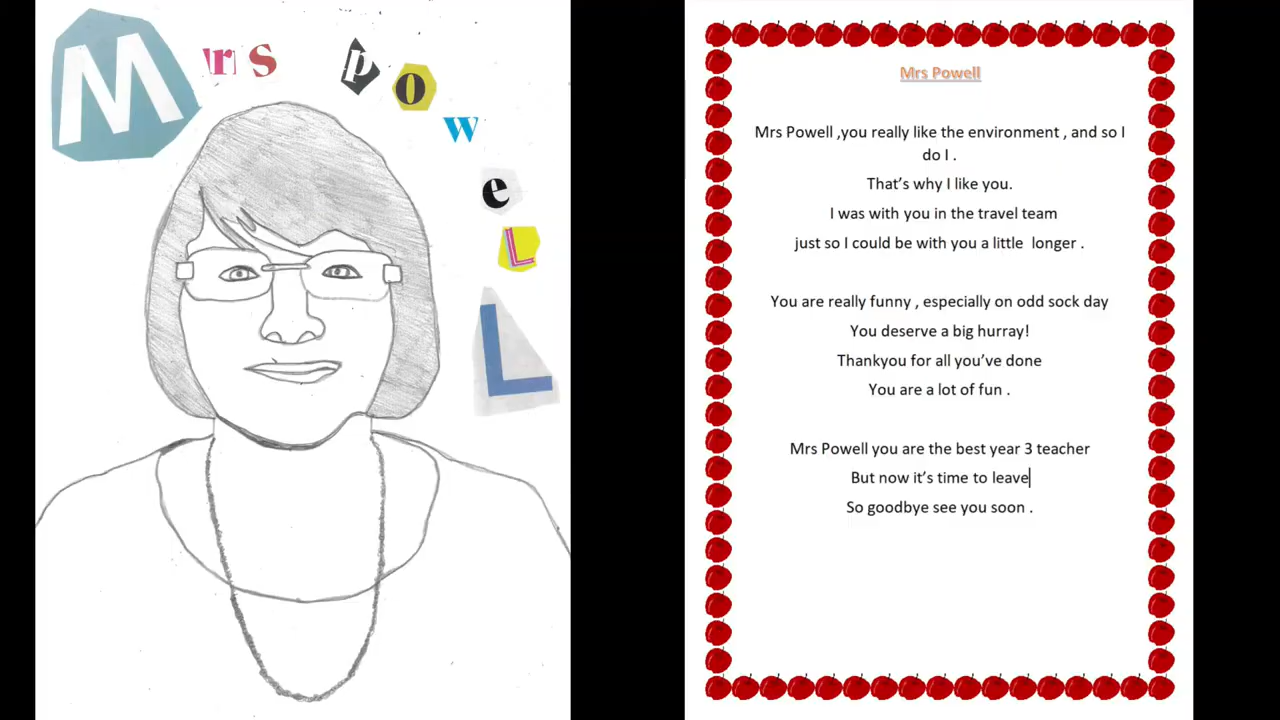 Mrs poweLL
Mrs Powell
Mrs Powell ,you really like the environment , and so I
do I .
That's why I like you.
I was with you in the travel team
just so I could be with you a little  longer .
You are really funny , especially on odd sock day
You deserve a big hurray!
Thankyou for all you've done
You are a lot of fun .
Mrs Powell you are the best year 3 teacher
But now it's time to leave
So goodbye see you soon .